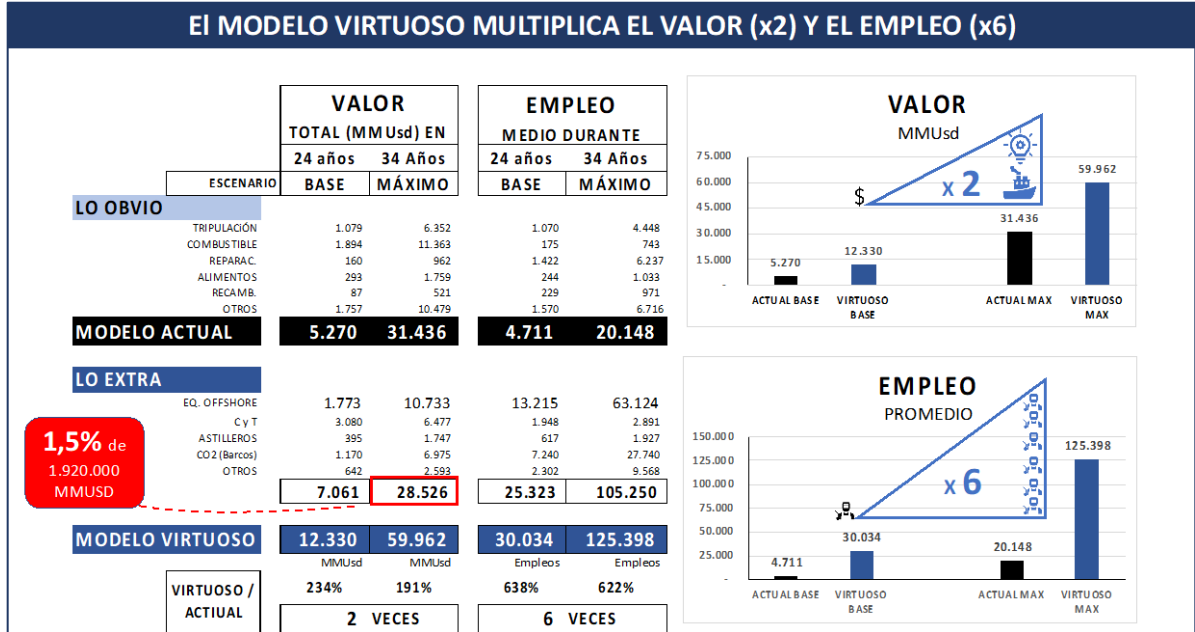 El MODELO VIRTUOSO MULTIPLICA EL VALOR (x2) Y EL EMPLEO (x6)
VALOR EMPLEO
TOTAL (MM Usd) EN MEDIO DURANTE
24 años 34 Años 24 años 34 Años
ESCENARIO BASE MÁXIMO BASE MÁXIMO
LO OBVIO
TRIPULACIÓN 1.079 6.352 1.070 4.448
COMBUSTIBLE 1.894 11.363 175 743
REPARAC. 160 962 1.422 6.237
ALIMENTOS 293 1.759 244 1.033
RECAMB. 87 521 229 971
OTROS 1.757 10.479 1.570 6.716
MODELO ACTUAL 5.270 31.436 4.711 20.148
LO EXTRA
EQ. OFFSHORE 1.773 10.733 13.215 63.124
C y T 3.080 6.477 1.948 2.891
ASTILLEROS 395 1.747 617 1.927
CO2 (Barcos) 1.170 6.975 7.240 27.740
OTROS 642 2.593 2.302 9.568
7.061 28.526 25.323 105.250
1,5% de
1.920.000
MMUSD
MODELO VIRTUOSO 12.330 59.962 30.034 125.398
MMUsd MMUsd Empleos Empleos
VIRTUOSO /
ACTIUAL
234% 191% 638% 622%
2 VECES 6 VECES
VALOR
MMUsd
75.000
60.000
45.000
30.000
15.000
-
$
x 2
5.270
12.330
31.436
59.962
ACTUAL BASE VIRTUOSO BASE ACTUAL MAX VIRTUOSO MAX
EMPLEO
PROMEDIO
150.000
125.000
100.000
75.000
50.000
25.000
-
x 6
4.711
30.034
20.148
125.398
ACTUAL BASE VIRTUOSO BASE ACTUAL MAX VIRTUOSO MAX